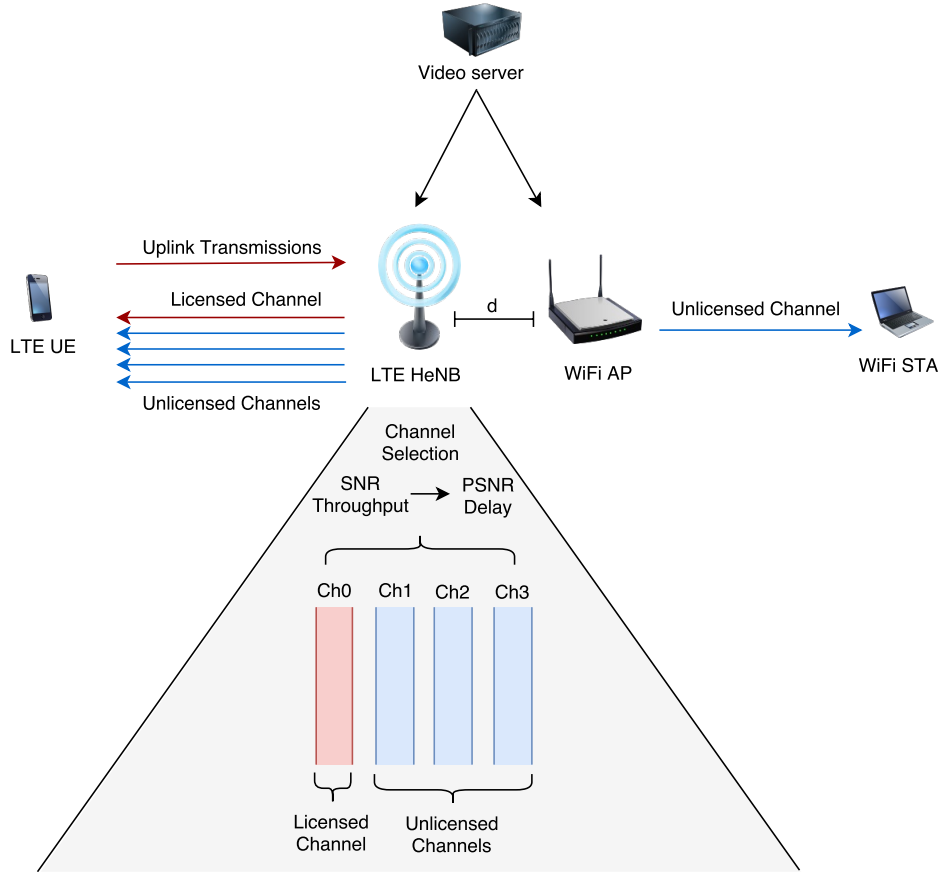 Video server
Uplink Transmissions
Licensed Channel
d
Unlicensed Channel
LTE UE
LTE HeNB
WiFi AP
WiFi STA
Unlicensed Channels
Channel
Selection
SNR
Throughput
PSNR
Delay
Ch0 Ch1 Ch2 Ch3
Licensed
Channel
Unlicensed
Channels